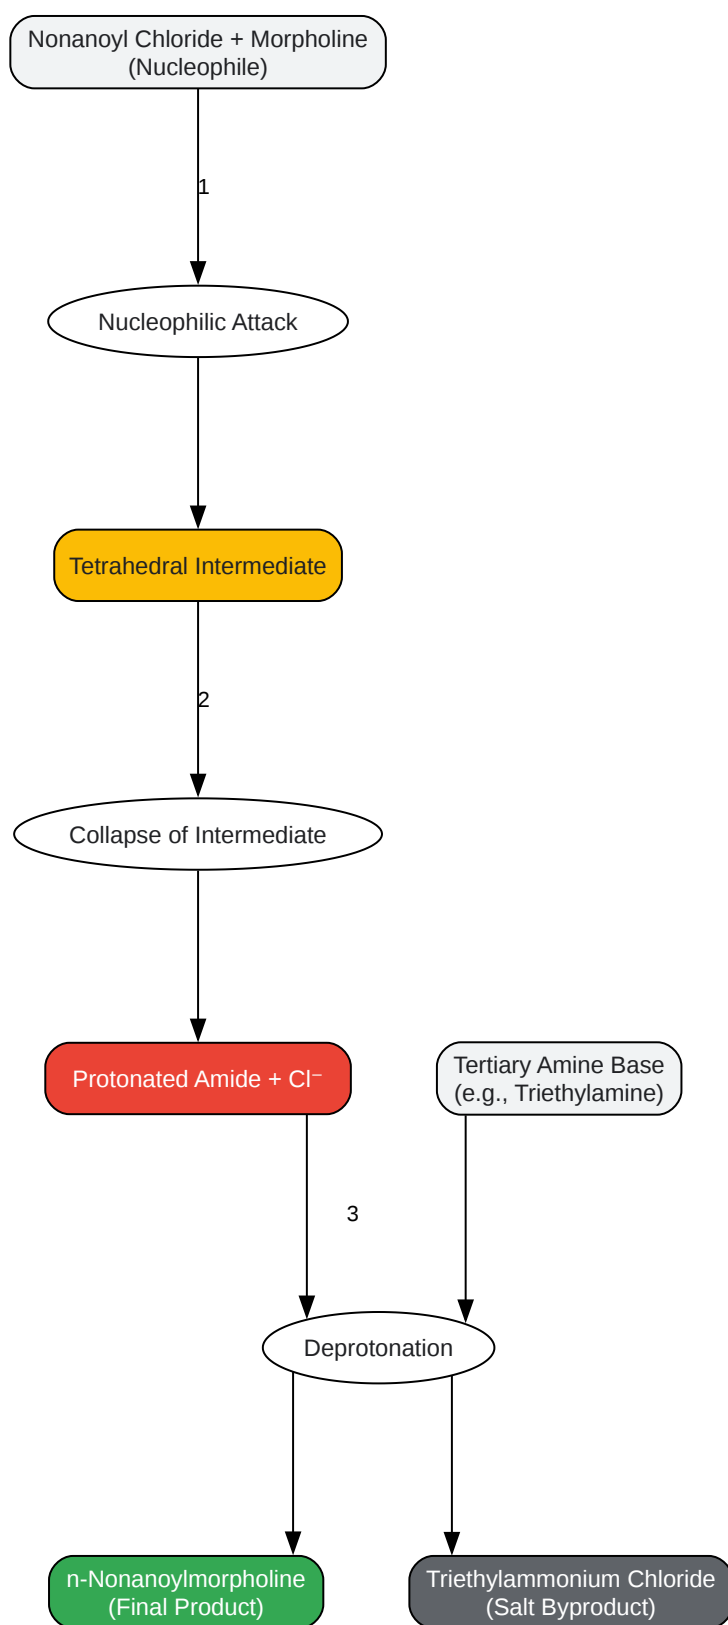 Nonanoyl Chloride + Morpholine
(Nucleophile)
1
Nucleophilic Attack
Tetrahedral Intermediate
2
Collapse of Intermediate
Protonated Amide + Cl⁻
Tertiary Amine Base
(e.g., Triethylamine)
3
Deprotonation
n-Nonanoylmorpholine
(Final Product)
Triethylammonium Chloride
(Salt Byproduct)